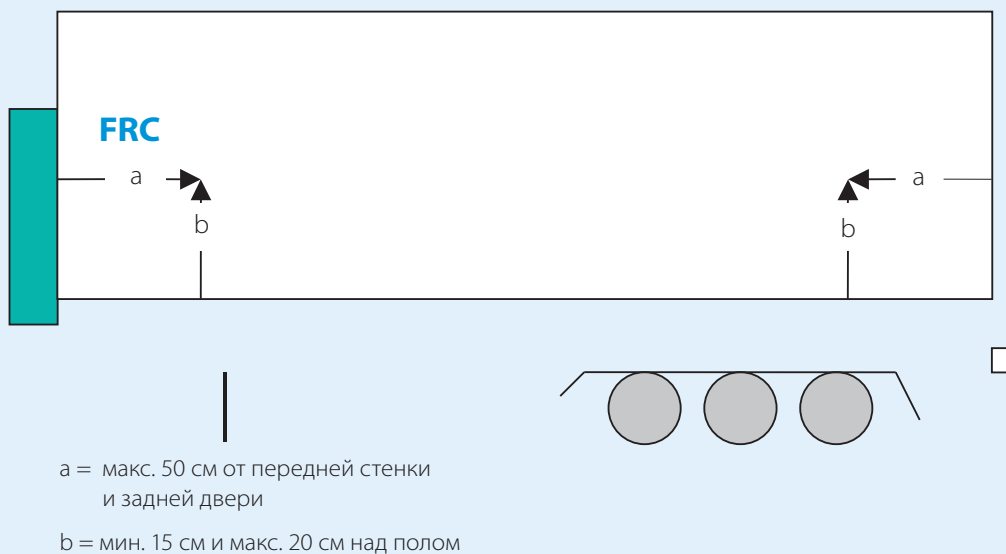 FRC
a
a
b
b
a = макс. 50 см от передней стенки
и задней двери
b = мин. 15 см и макс. 20 см над полом